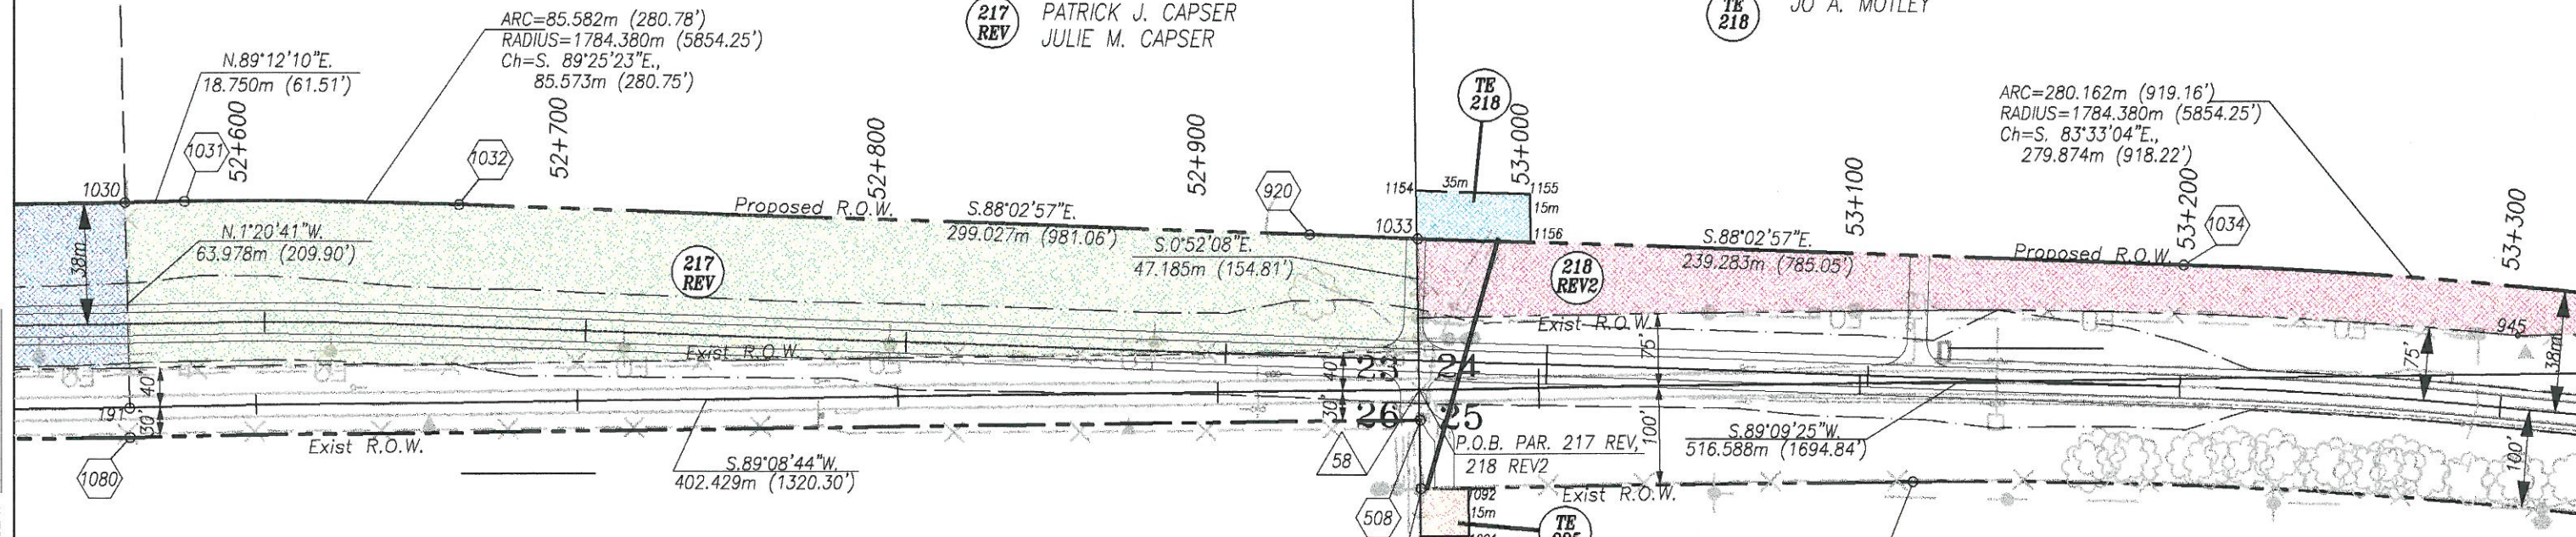 ARC=85.582m (280.78')
RADIUS=1784.380m (5854.25')
Ch=S. 89°25'23"E.,
85.573m (280.75')
217
REV
PATRICK J. CAPSER
JULIE M. CAPSER
TE
218
JO A. MOTLEY
N.89°12'10"E.
18.750m (61.51')
TE
218
ARC=280.162m (919.16')
RADIUS=1784.380m (5854.25')
Ch=S. 83°33'04"E.,
279.874m (918.22')
1031
52+600
1032
52+700
52+800
52+900
920
53+000
53+100
53+200
1034
53+300
1030
Proposed R.O.W.
S.88°02'57"E.
299.027m (981.06')
1154
35m
1155
15m
1156
1033
S.88°02'57"E.
239.283m (785.05')
Proposed R.O.W.
38m
N.1°20'41"W.
63.978m (209.90')
217
REV
S.0°52'08"E.
47.185m (154.81')
218
REV2
Exist R.O.W.
Exist R.O.W.
75'
945
75'
38m
40'
30'
191
23
24
26
25
40'
30'
100'
100'
Exist R.O.W.
1080
S.89°08'44"W.
402.429m (1320.30')
58
P.O.B. PAR. 217 REV,
218 REV2
S.89°09'25"W.
516.588m (1694.84')
Exist R.O.W.
508
1092
15m
TE